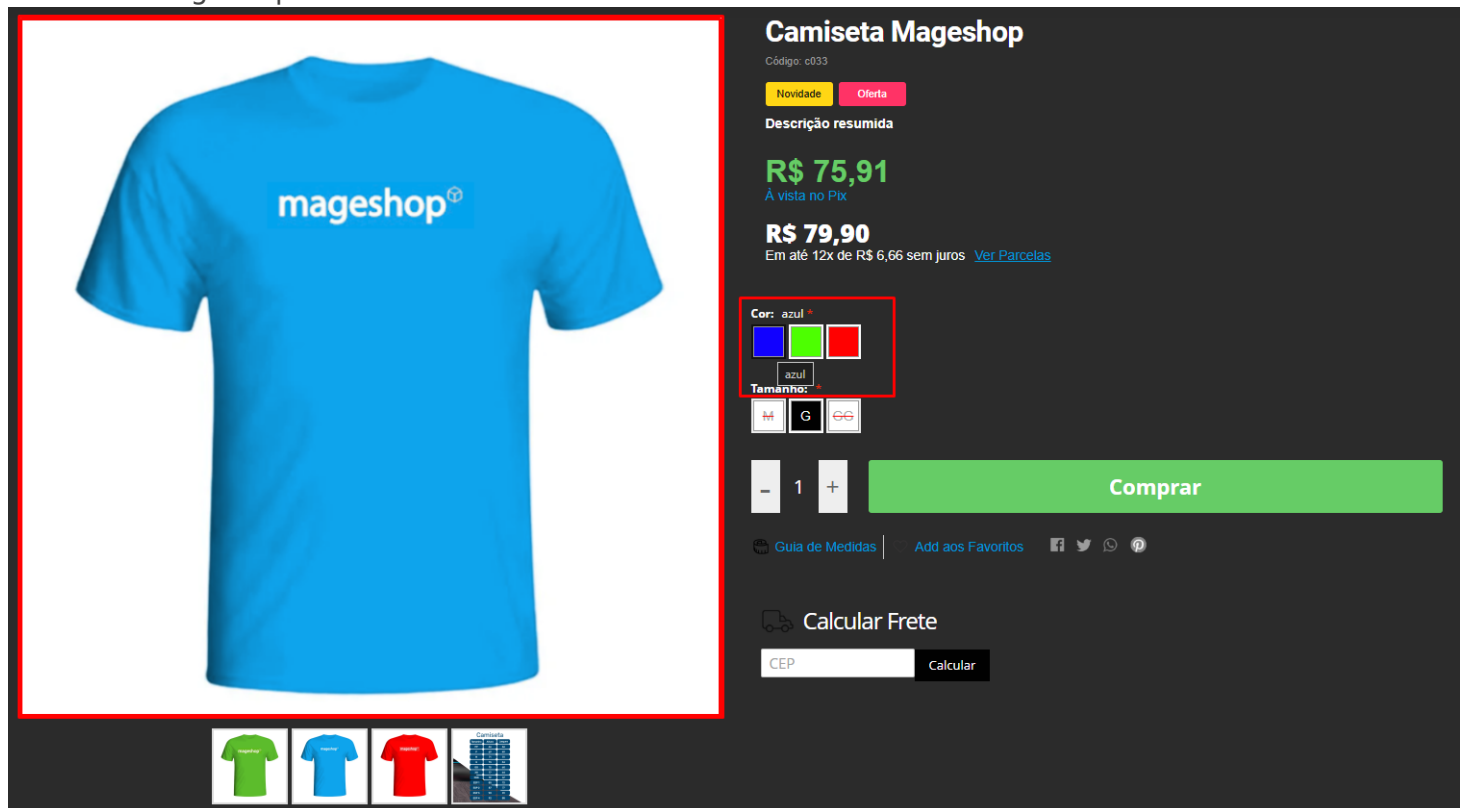 mageshop
Camiseta Mageshop
Código: c033
Novidade Oferta
Descrição resumida
R$ 75,91
À vista no Pix
R$ 79,90
Em até 12x de R$ 6,66 sem juros Ver Parcelas
Cor: azul *
azul
Tamanho: *
M G GG
- 1 + Comprar
Guia de Medidas Add aos Favoritos
Calcular Frete
CEP Calcular
Camiseta